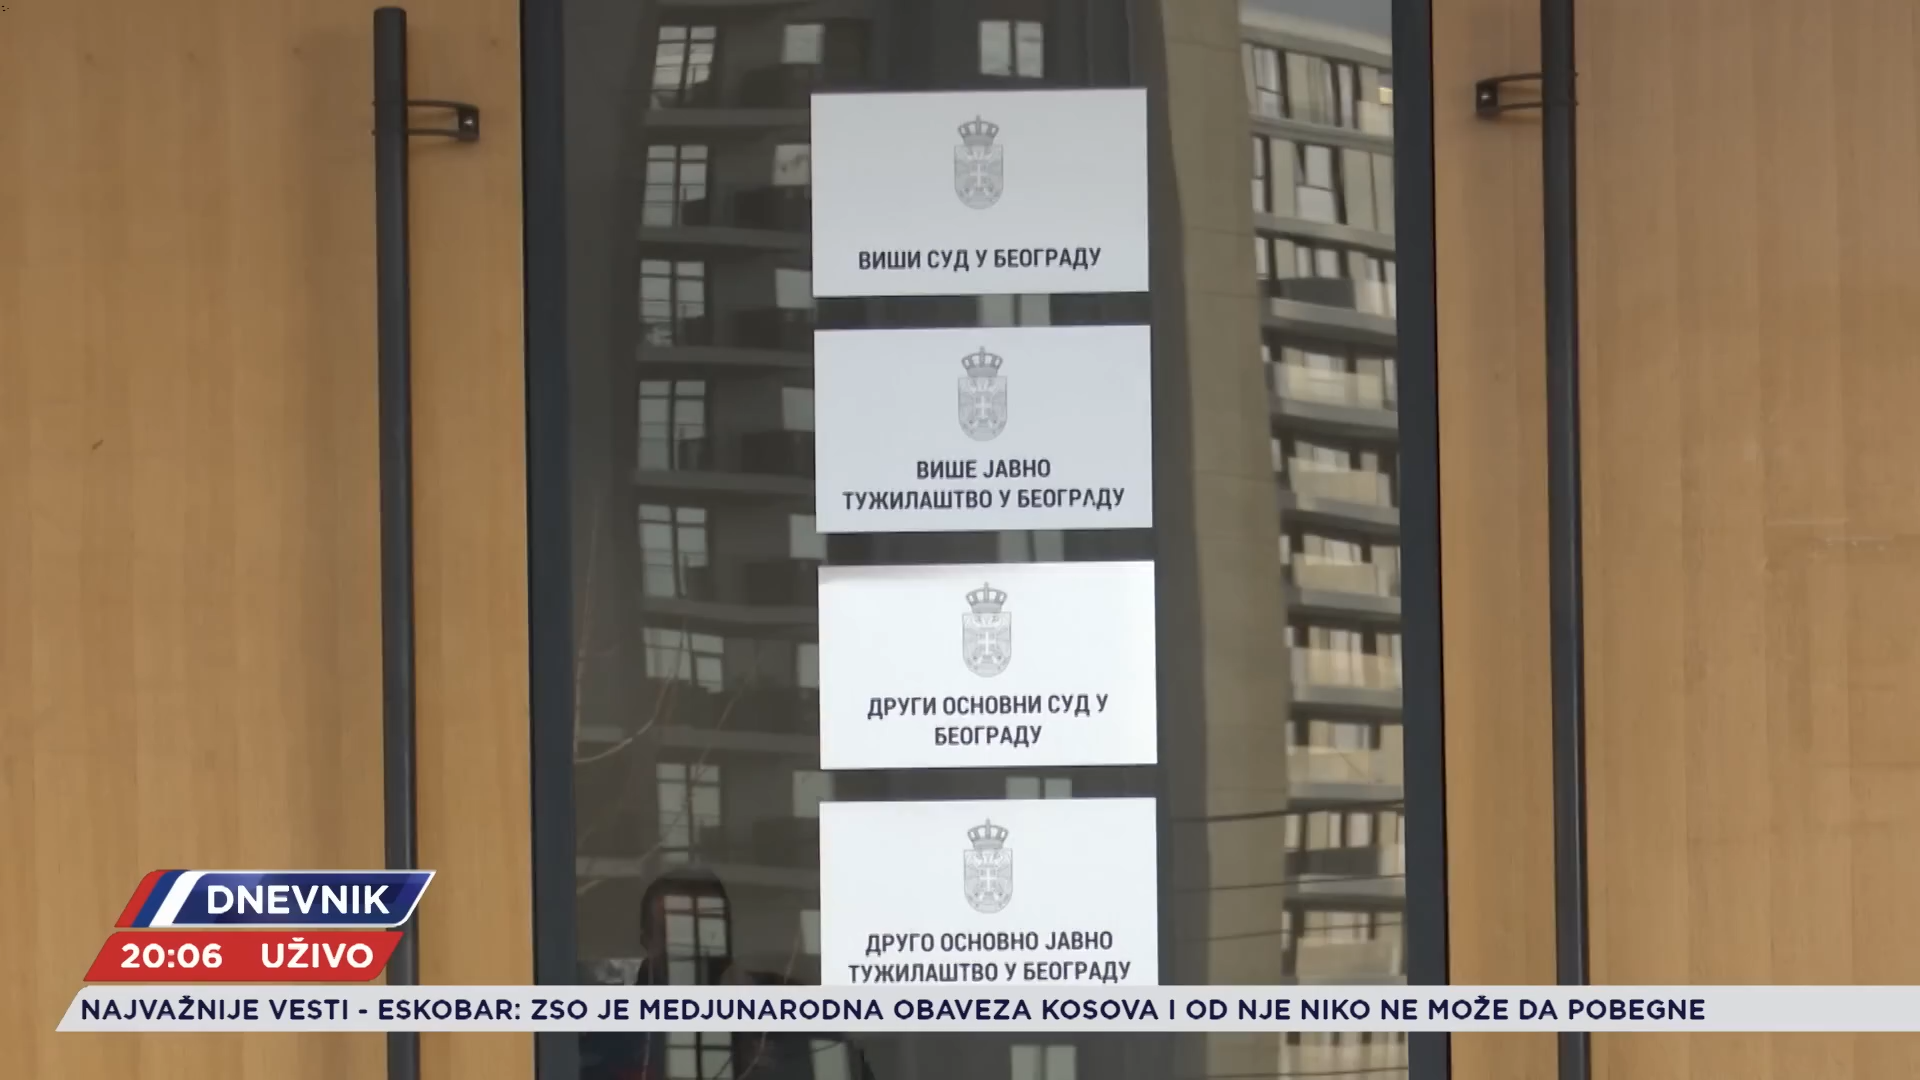 ВИШИ СУД У БЕОГРАДУ
ВИШЕ ЈАВНО
ТУЖИЛАШТВО У БЕОГРАДУ
ДРУГИ ОСНОВНИ СУД У
БЕОГРАДУ
ДРУГО ОСНОВНО ЈАВНО
ТУЖИЛАШТВО У БЕОГРАДУ
DNEVNIK
20:06 UŽIVO
NAJVAŽNIJE VESTI - ESKOBAR: ZSO JE MEDJUNARODNA OBAVEZA KOSOVA I OD NJE NIKO NE MOŽE DA POBEGNE